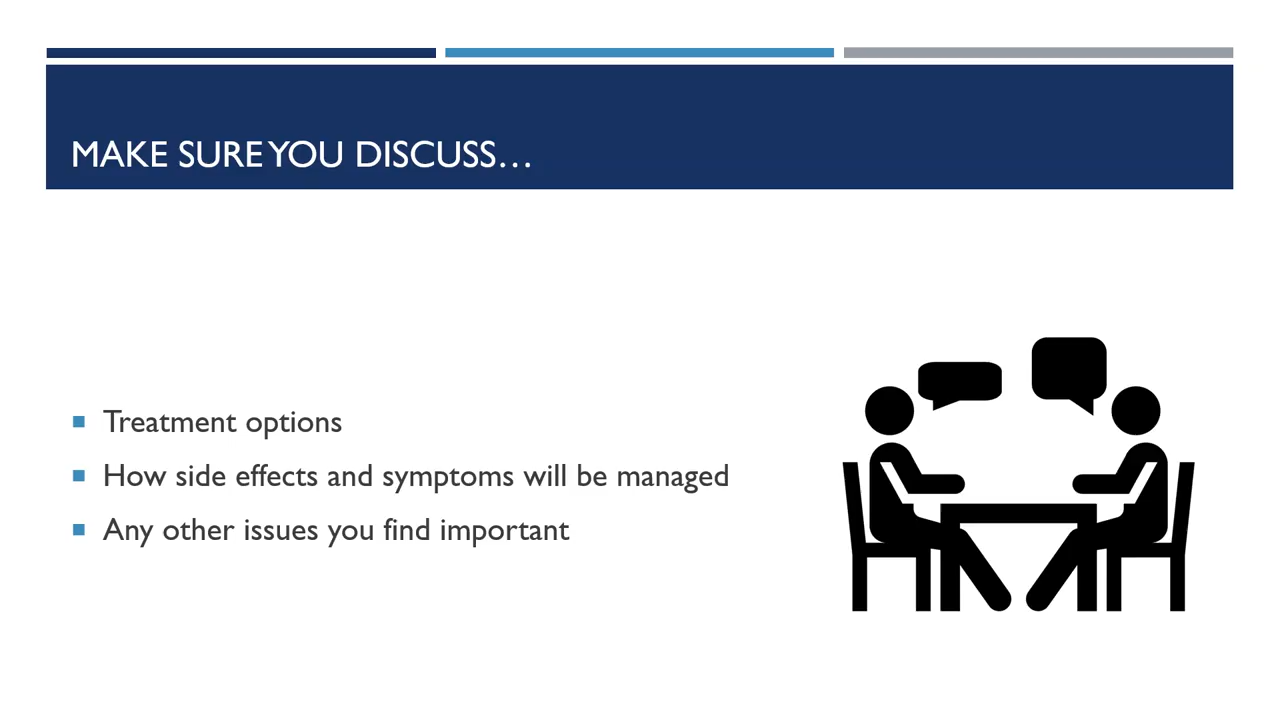 MAKE SURE YOU DISCUSS…
Treatment options
How side effects and symptoms will be managed
Any other issues you find important